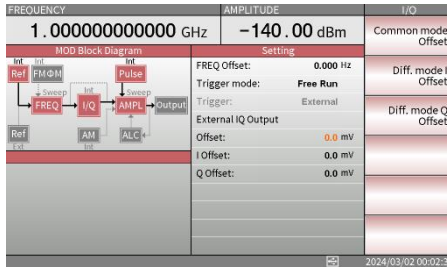 FREQUENCY
AMPLITUDE
I/Q
1.000000000000 GHz
-140.00 dBm
MOD Block Diagram
Setting
Common mode
Offset
Int
Int
Ref
FMΦM
Pulse
Sweep
Int
Sweep
FREQ
I/Q
AMPL
Output
Ref
AM
ALC
Ext
Int
FREQ Offset:
0.000 Hz
Trigger mode:
Free Run
Trigger:
External
External IQ Output
Offset:
0.0 mV
I Offset:
0.0 mV
Q Offset:
0.0 mV
Diff. mode I
Offset
Diff. mode Q
Offset
2024/03/02 00:02:3